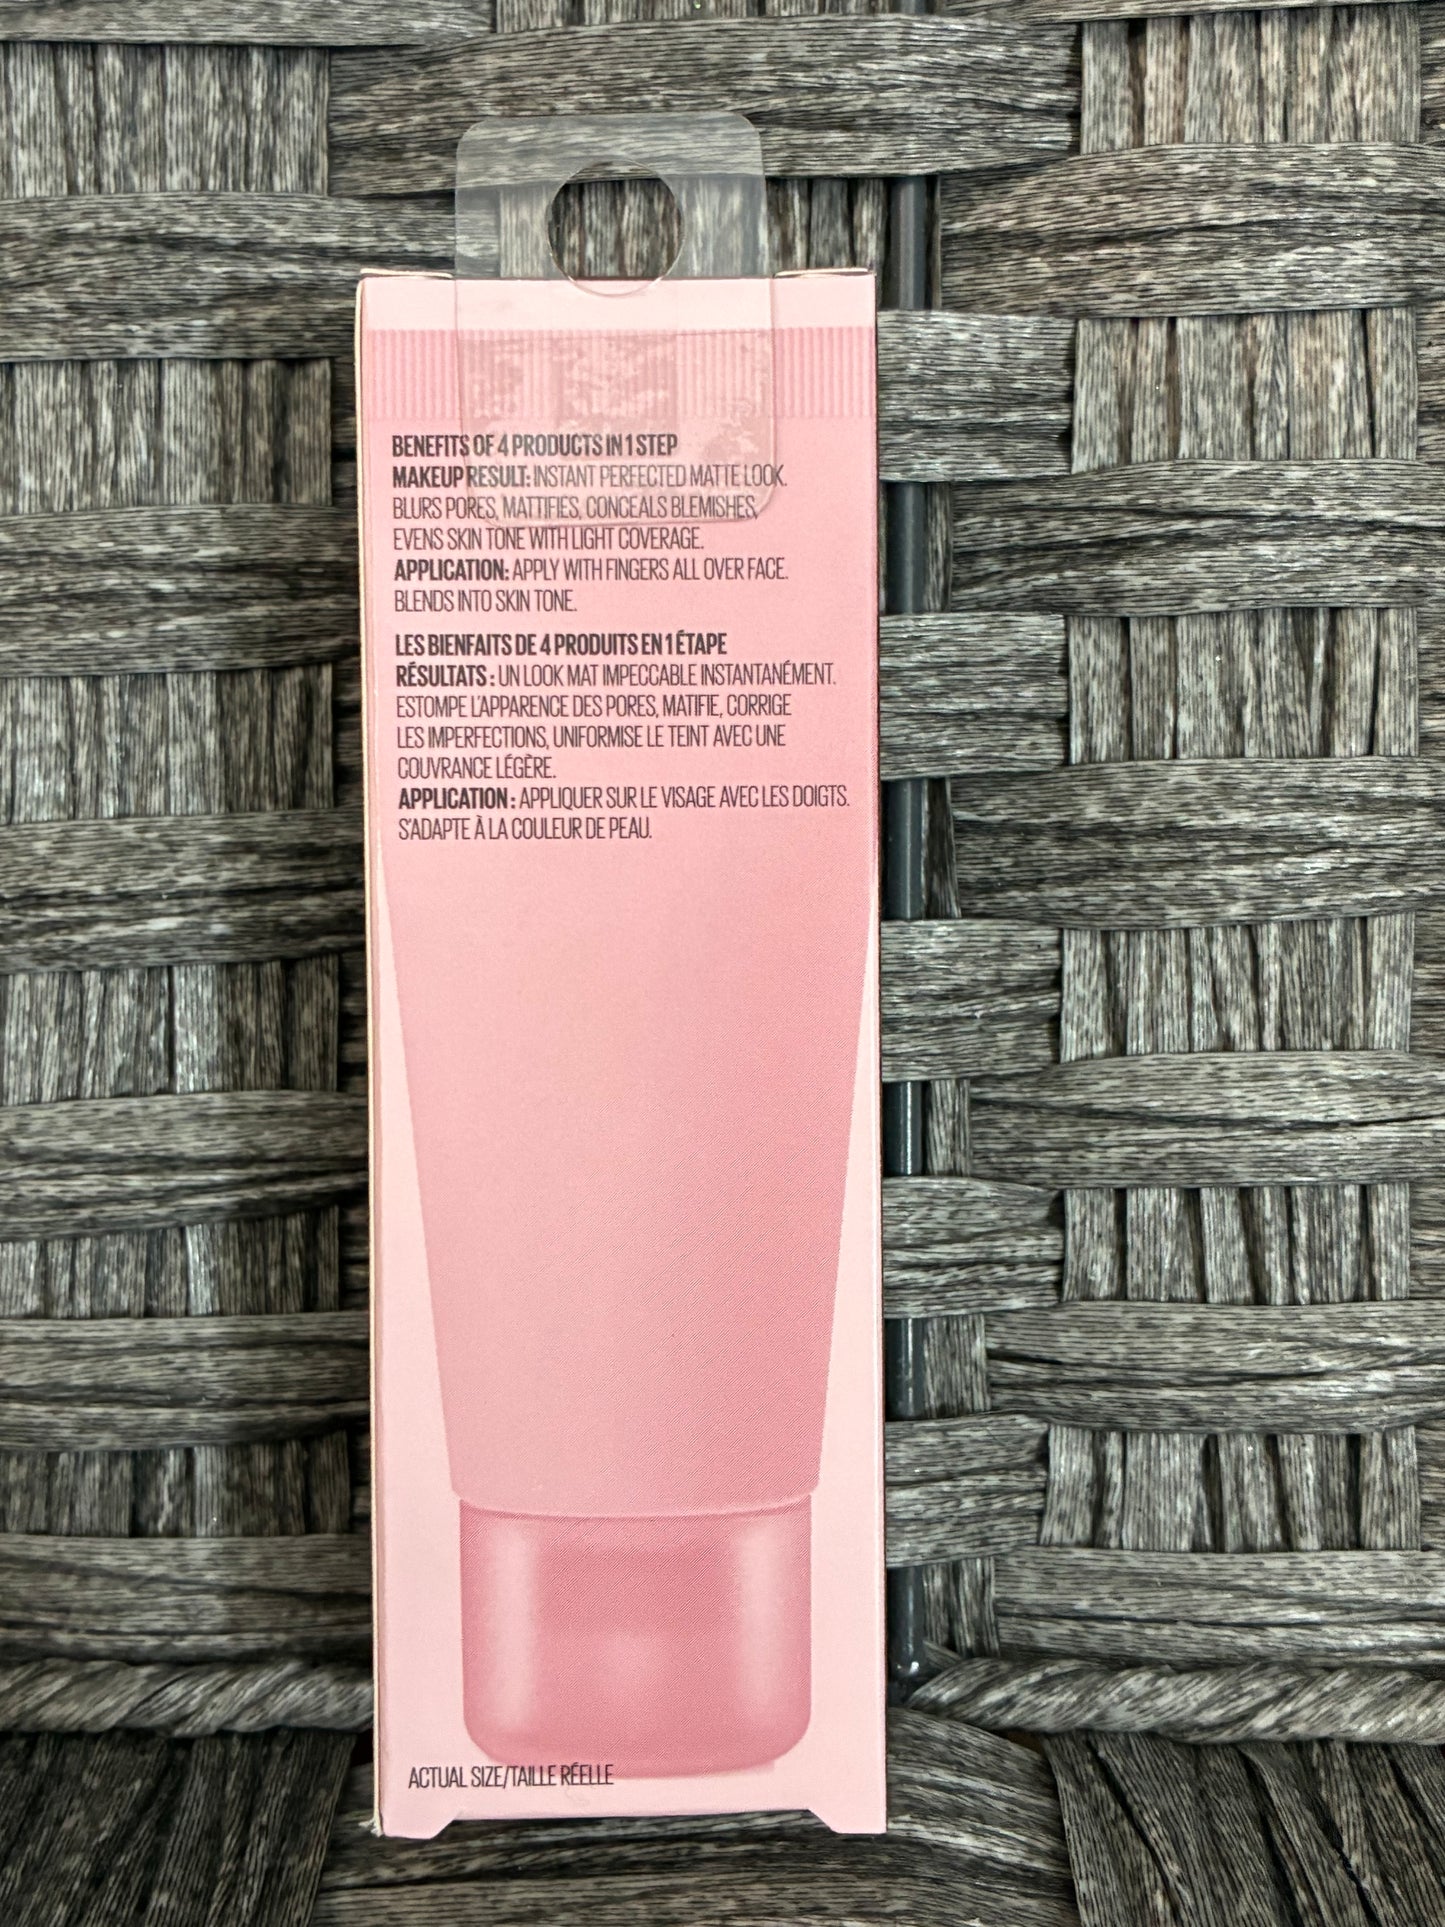 BENEFITS OF 4 PRODUCTS IN 1 STEP
MAKEUP RESULT: INSTANT PERFECTED MATTE LOOK.
BLURS PORES, MATTIFIES, CONCEALS BLEMISHES,
EVENS SKIN TONE WITH LIGHT COVERAGE.
APPLICATION: APPLY WITH FINGERS ALL OVER FACE.
BLENDS INTO SKIN TONE.
LES BIENFAITS DE 4 PRODUITS EN 1 ÉTAPE
RÉSULTATS : UN LOOK MAT IMPECCABLE INSTANTANÉMENT.
ESTOMPE L'APPARENCE DES PORES, MATIFIE, CORRIGE
LES IMPERFECTIONS, UNIFORMISE LE TEINT AVEC UNE
COUVRANCE LÉGÈRE.
APPLICATION : APPLIQUER SUR LE VISAGE AVEC LES DOIGTS.
S'ADAPTE À LA COULEUR DE PEAU.
ACTUAL SIZE/TAILLE RÉELLE